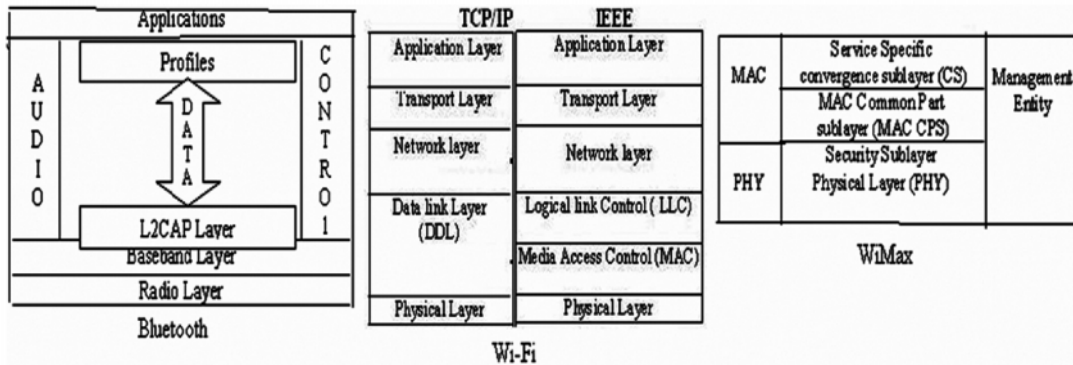 Applications
AUDIO
Profiles
DATA
L2CAP Layer
CONTRO1
Baseband Layer
Radio Layer
Bluetooth
TCP/IP
IEEE
Application Layer
Application Layer
Transport Layer
Transport Layer
Network layer
Network layer
Data link Layer
(DDL)
Logical link Control ( LLC)
Media Access Control (MAC)
Physical Layer
Physical Layer
Wi-Fi
MAC
Service Specific
convergence sublayer (CS)
MAC Common Part
sublayer (MAC CPS)
Management
Entity
PHY
Security Sublayer
Physical Layer (PHY)
WiMax